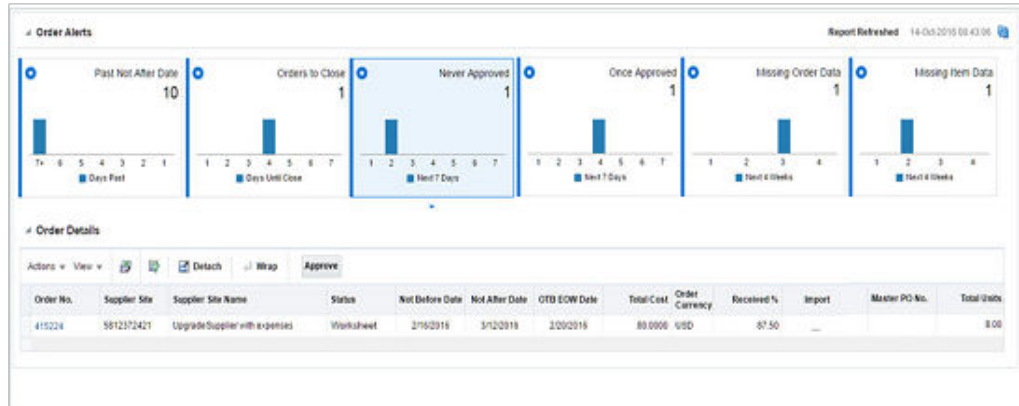 Order Alerts
Report Refreshed 14-Oct-2016 08:43:06
Past Not After Date
10
7+ 6 5 4 3 2 1
Days Past
Orders to Close
1
1 2 3 4 5 6 7
Days Until Close
Never Approved
1
1 2 3 4 5 6 7
Next 7 Days
Once Approved
1
1 2 3 4 5 6 7
Next 7 Days
Missing Order Data
1
1 2 3 4
Next 4 Weeks
Missing Item Data
1
1 2 3 4
Next 4 Weeks
Order Details
Actions View Detach Wrap Approve
Order No. Supplier Site Supplier Site Name Status Not Before Date Not After Date OTB EOW Date Total Cost Order Currency Received % Import Master PO No. Total Units
415224 5812372421 UpgradeSupplier with expenses Worksheet 2/16/2016 3/12/2016 2/20/2016 80.0000 USD 87.50 8.00